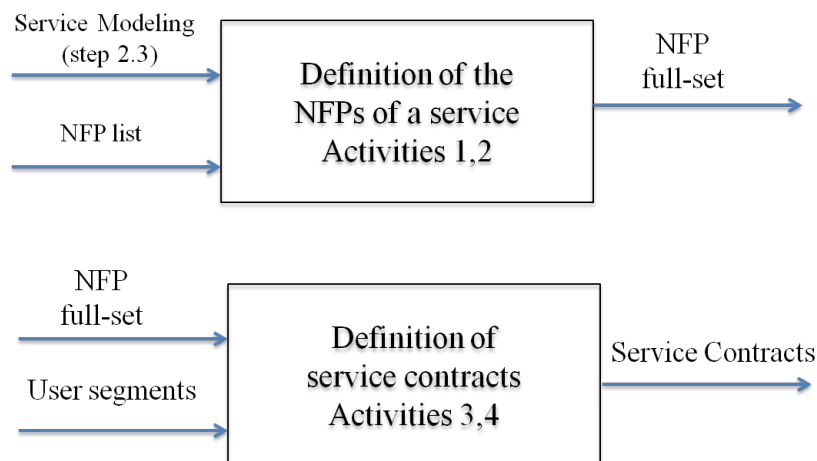 Service Modeling
(step 2.3)
NFP list
Definition of the
NFPs of a service
Activities 1,2
NFP
full-set
NFP
full-set
User segments
Definition of
service contracts
Activities 3,4
Service Contracts